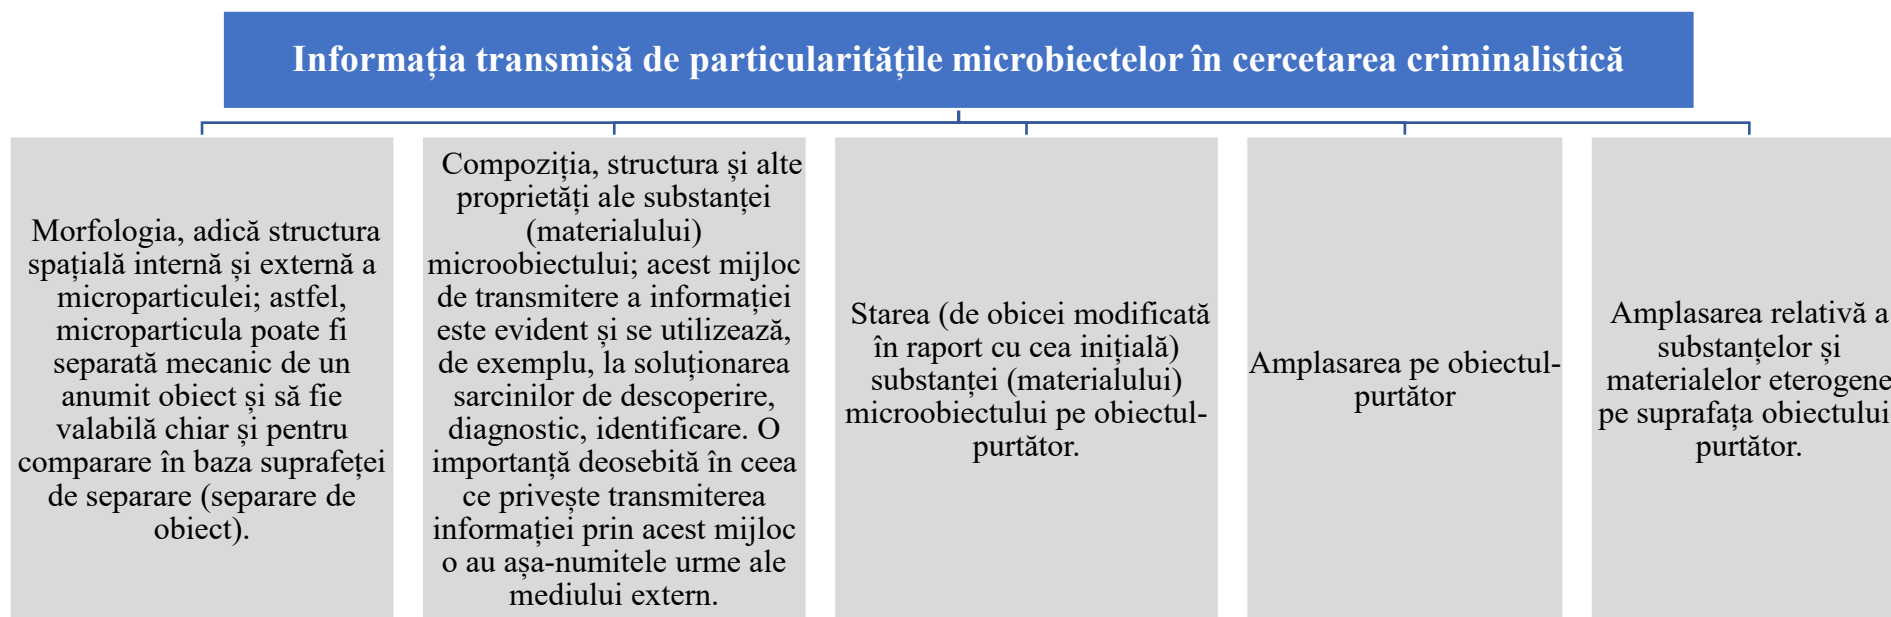 Informația transmisă de particularitățile microbiectelor în cercetarea criminalistică
Morfologia, adică structura
spațială internă și externă a
microparticulei; astfel,
microparticula poate fi
separată mecanic de un
anumit obiect și să fie
valabilă chiar și pentru
comparare în baza suprafeței
de separare (separare de
obiect).
Compoziția, structura și alte
proprietăți ale substanței
(materialului)
microobiectului; acest mijloc
de transmitere a informației
este evident și se utilizează,
de exemplu, la soluționarea
sarcinilor de descoperire,
diagnostic, identificare. O
importanță deosebită în ceea
ce privește transmiterea
informației prin acest mijloc
o au așa-numitele urme ale
mediului extern.
Starea (de obicei modificată
în raport cu cea inițială)
substanței (materialului)
microobiectului pe obiectul-
purtător.
Amplasarea pe obiectul-
purtător
Amplasarea relativă a
substanțelor și
materialelor eterogene
pe suprafața obiectului
purtător.